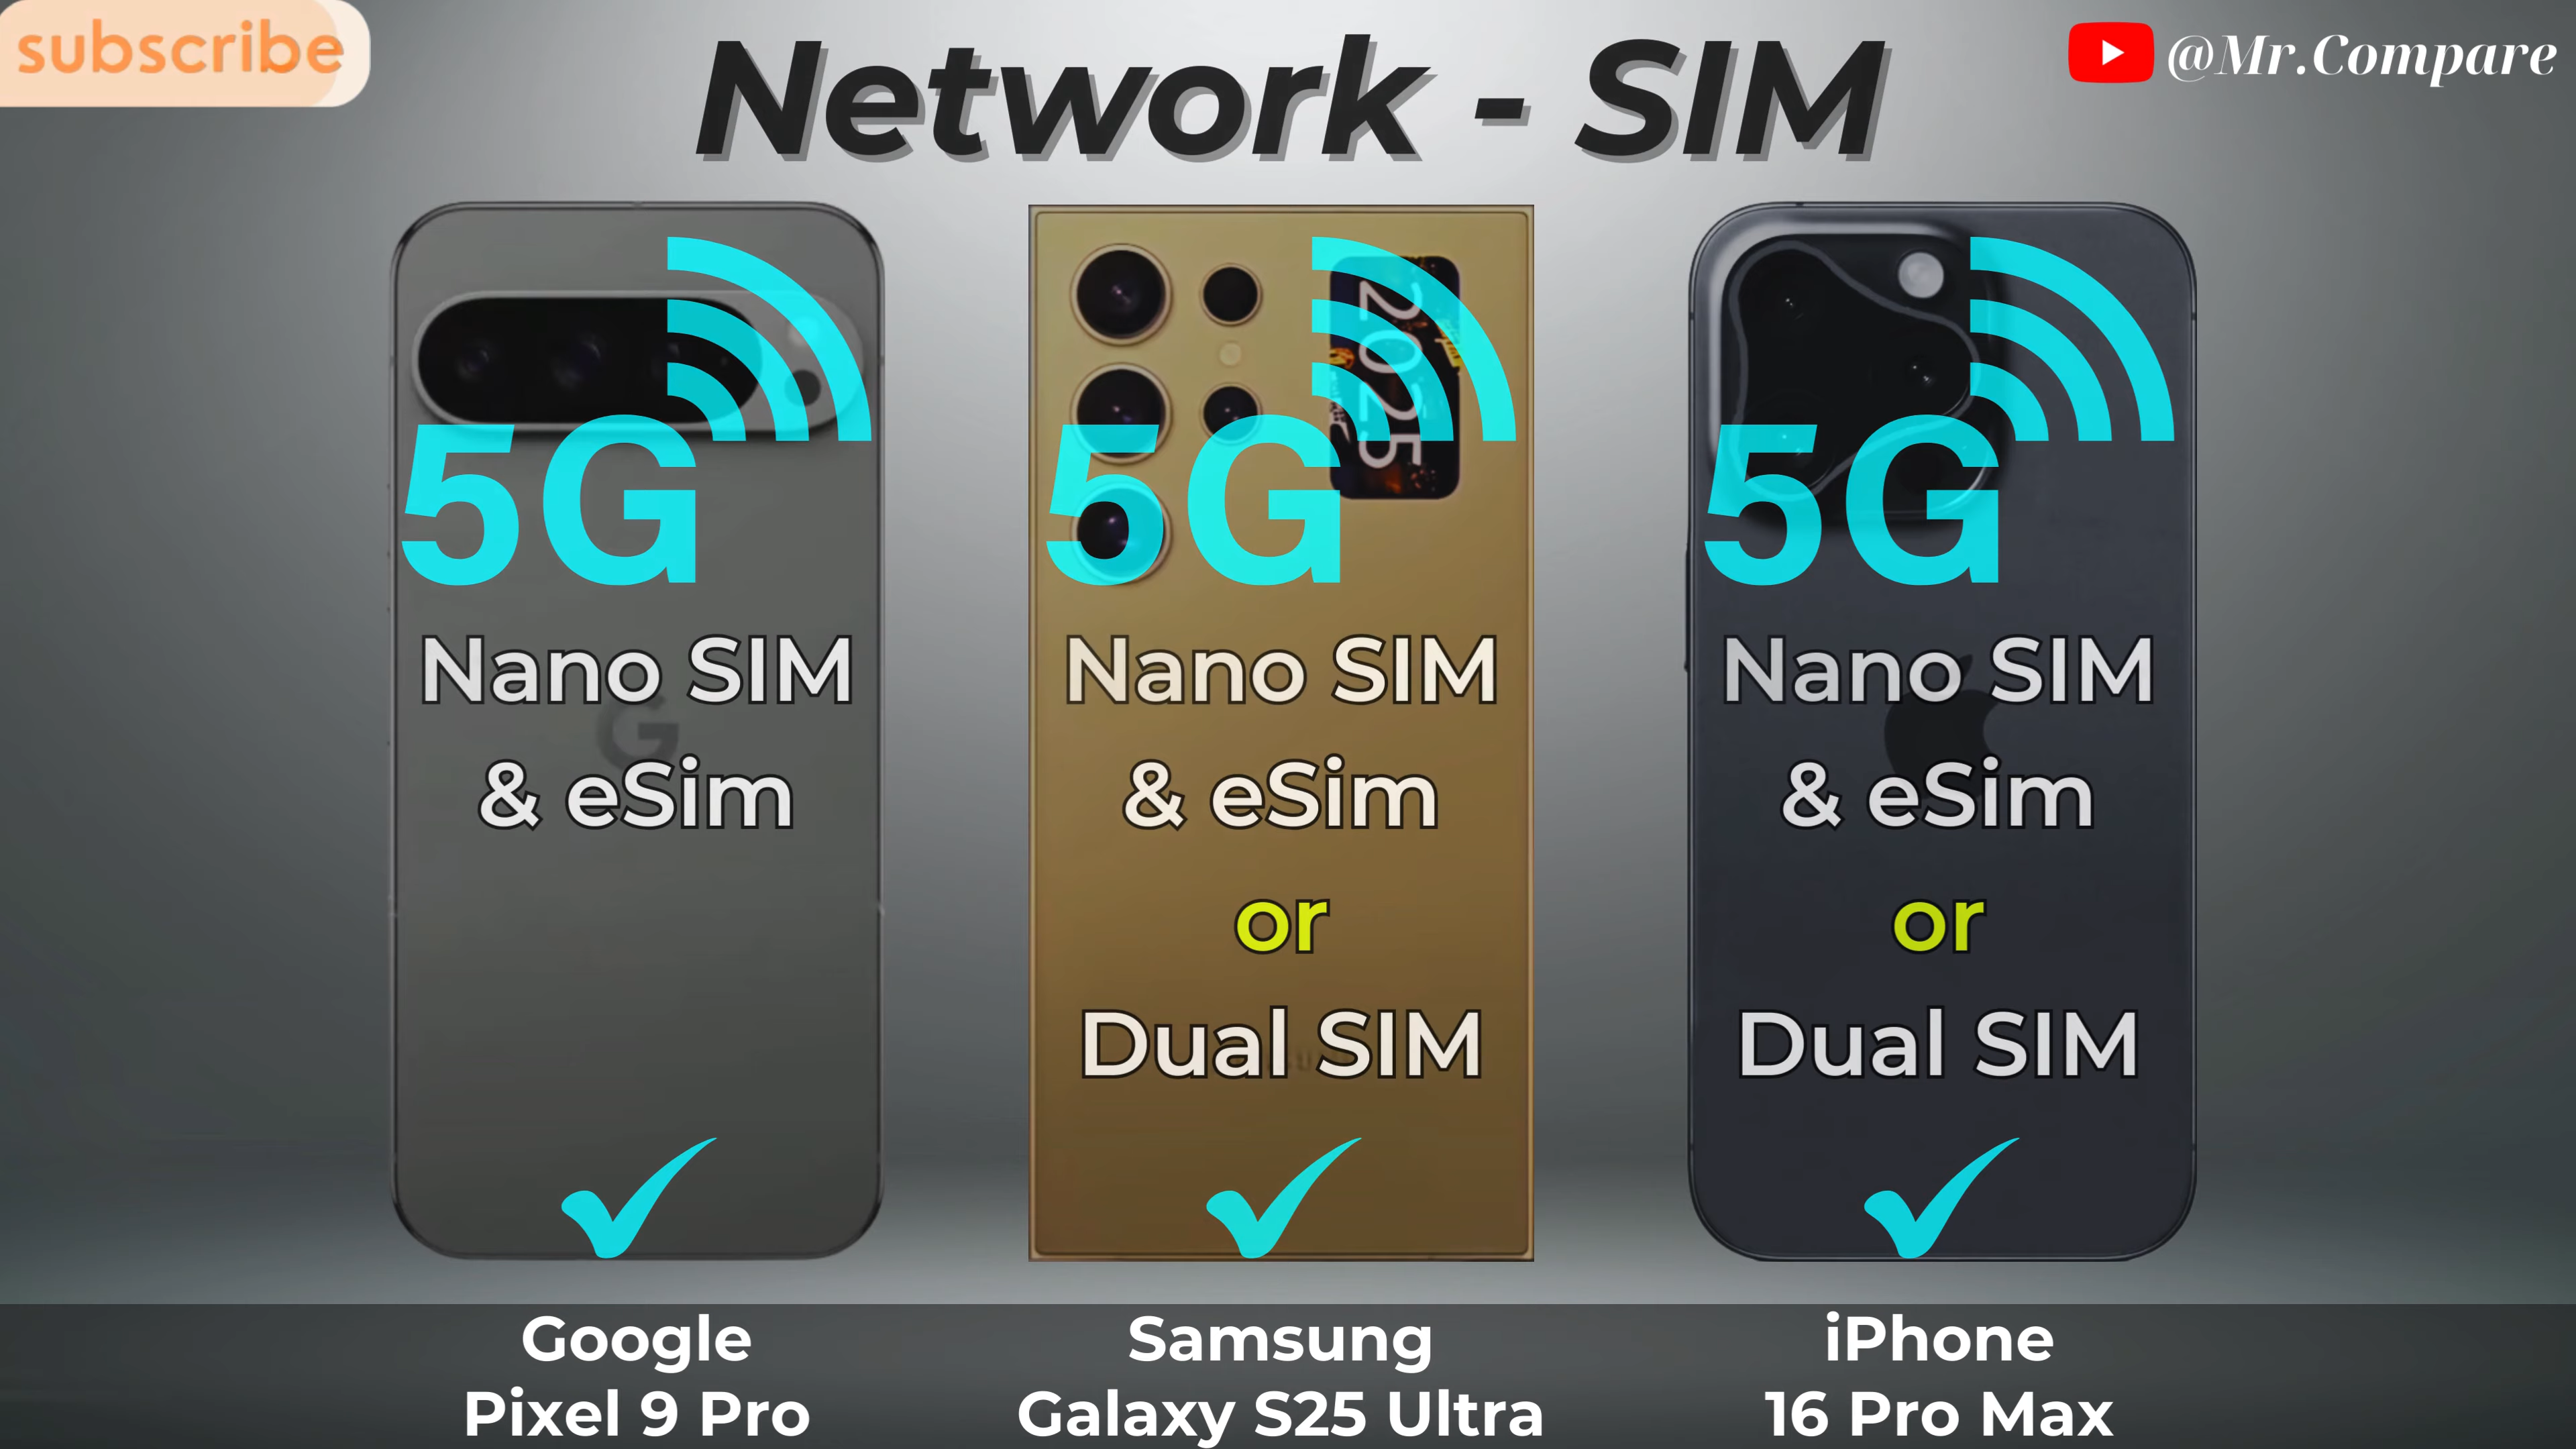 subscribe
Network - SIM
@Mr.Compare
5G
Nano SIM
& eSim
G
2025
5G
Nano SIM
& eSim
or
Dual SIM
5G
Nano SIM
& eSim
or
Dual SIM
Google
Pixel 9 Pro
Samsung
Galaxy S25 Ultra
iPhone
16 Pro Max